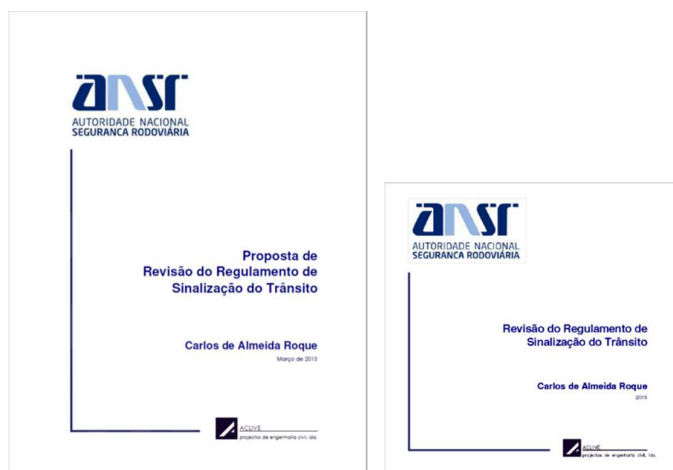 ansr
AUTORIDADE NACIONAL
SEGURANCA RODOVIÁRIA
Proposta de
Revisão do Regulamento de
Sinalização do Trânsito
Carlos de Almeida Roque
Março de 2013
ACLIVE
projectos de engenharia civil, lda.
ansr
AUTORIDADE NACIONAL
SEGURANCA RODOVIÁRIA
Revisão do Regulamento de
Sinalização do Trânsito
Carlos de Almeida Roque
ACLIVE
projectos de engenharia civil, lda.